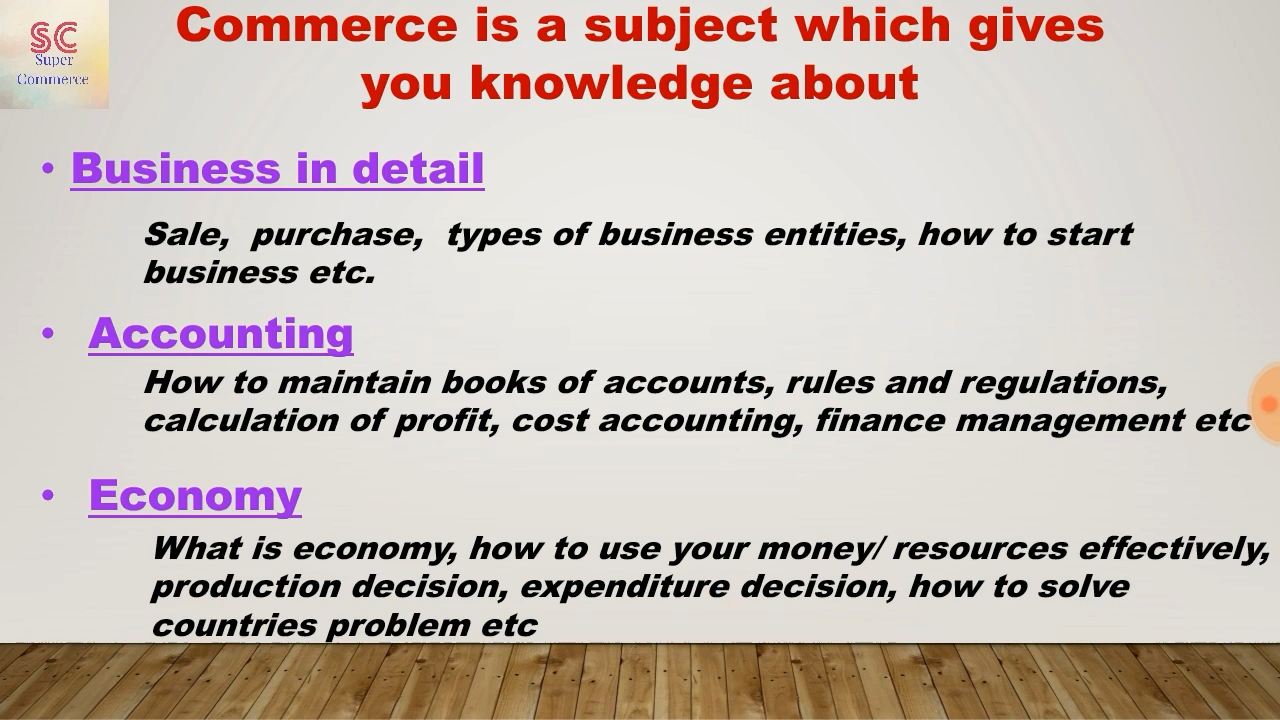 SC
Super
Commerce
Commerce is a subject which gives
you knowledge about
• Business in detail
Sale, purchase, types of business entities, how to start
business etc.
• Accounting
How to maintain books of accounts, rules and regulations,
calculation of profit, cost accounting, finance management etc
• Economy
What is economy, how to use your money/ resources effectively,
production decision, expenditure decision, how to solve
countries problem etc